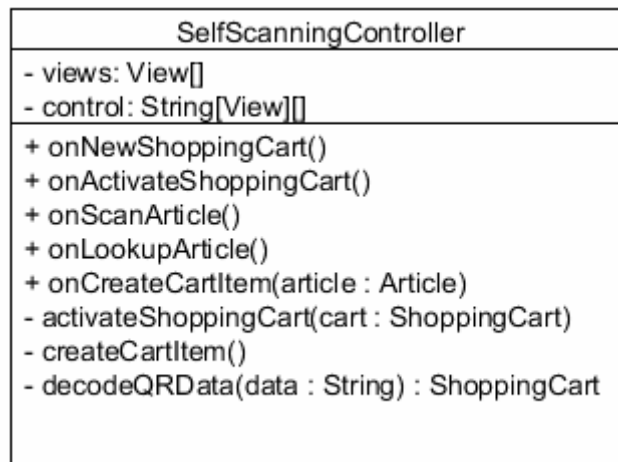 SelfScanningController
- views: View[]
- control: String[View][]
+ onNewShoppingCart()
+ onActivateShoppingCart()
+ onScanArticle()
+ onLookupArticle()
+ onCreateCartItem(article : Article)
- activateShoppingCart(cart : ShoppingCart)
- createCartItem()
- decodeQRData(data : String) : ShoppingCart